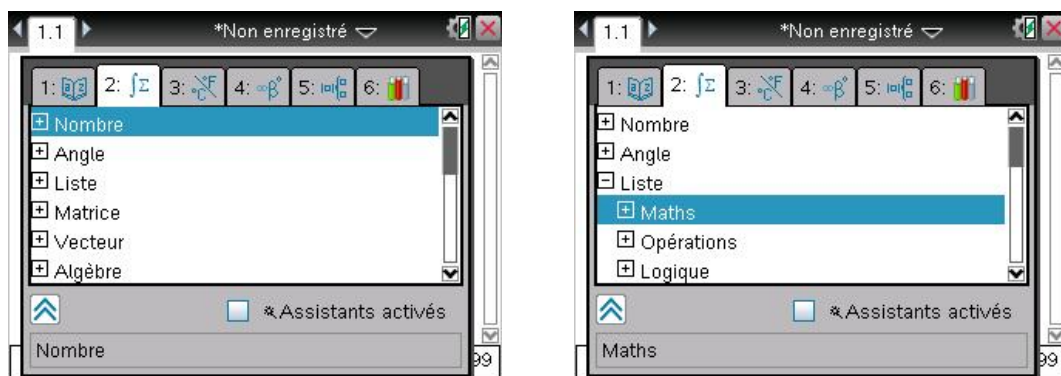 1.1 *Non enregistré
1: 2: ∫Σ 3: °C°F 4: ∞β° 5: 6:
Nombre
Angle
Liste
Matrice
Vecteur
Algèbre
Assistants activés
Nombre
99
1.1 *Non enregistré
1: 2: ∫Σ 3: °C°F 4: ∞β° 5: 6:
Nombre
Angle
Liste
Maths
Opérations
Logique
Assistants activés
Maths
99